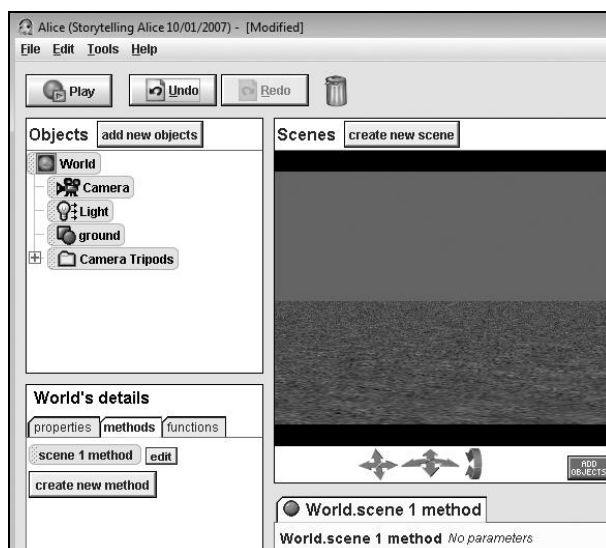 Alice (Storytelling Alice 10/01/2007) - [Modified]
File Edit Tools Help
Play Undo Redo
Objects add new objects
World
Camera
Light
ground
Camera Tripods
Scenes create new scene
ADD
OBJECTS
World's details
properties methods functions
scene 1 method edit
create new method
World.scene 1 method
World.scene 1 method No parameters